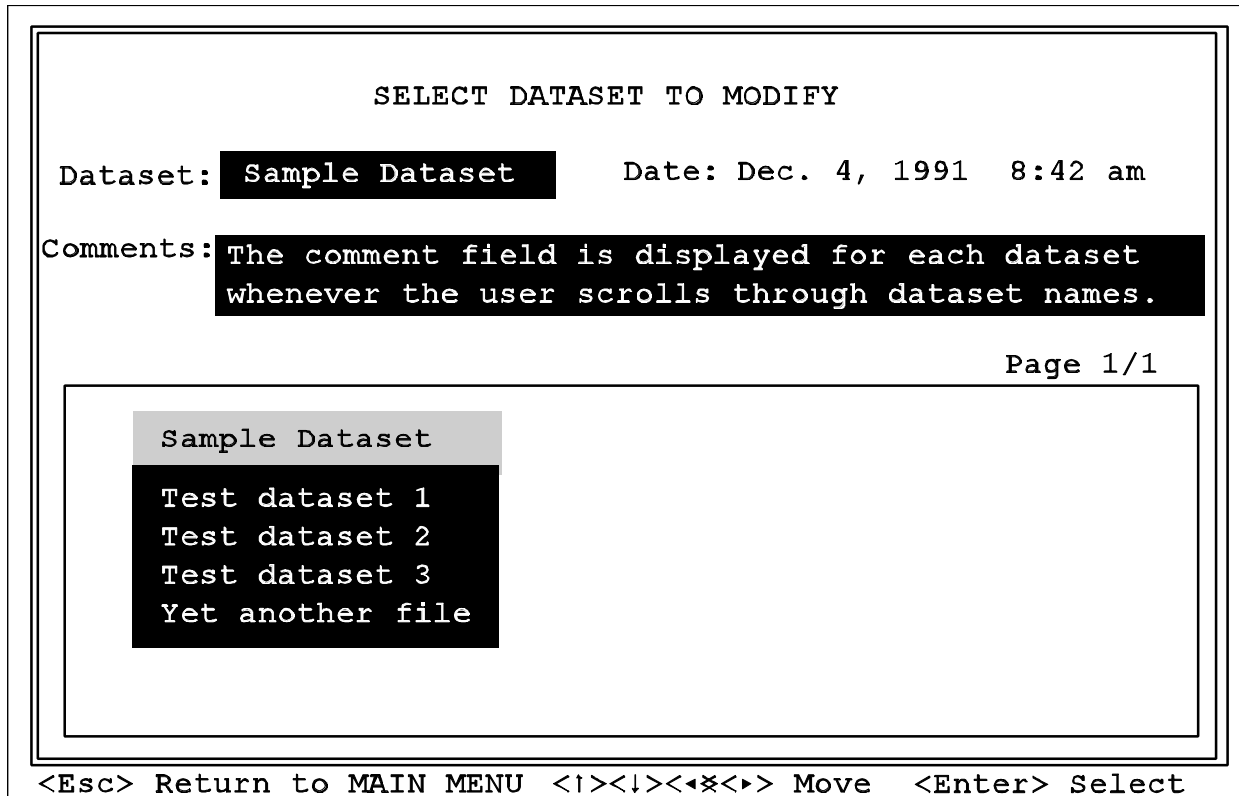 SELECT DATASET TO MODIFY
Dataset: Sample Dataset Date: Dec. 4, 1991 8:42 am
Comments: The comment field is displayed for each dataset
whenever the user scrolls through dataset names.
Page 1/1
Sample Dataset
Test dataset 1
Test dataset 2
Test dataset 3
Yet another file
<Esc> Return to MAIN MENU <↑><↓><◂><▸> Move <Enter> Select